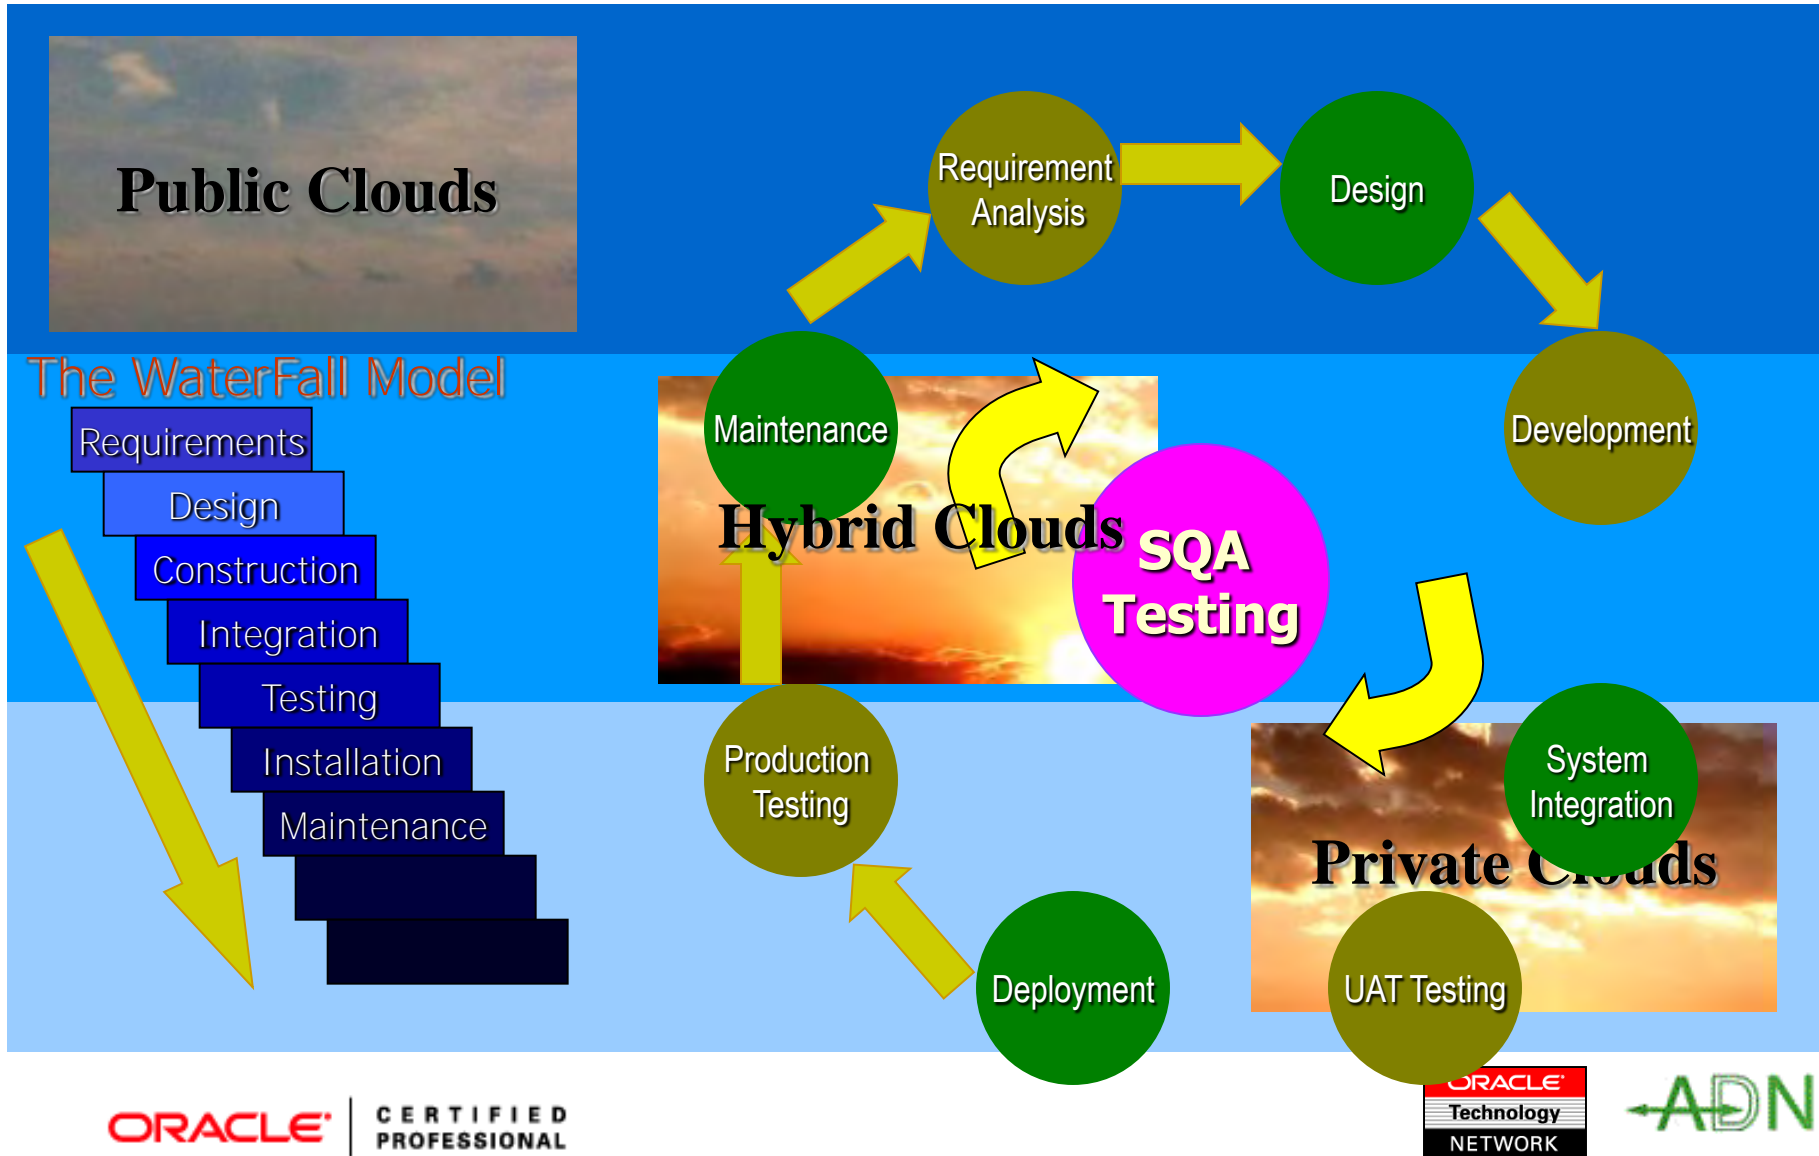 Public Clouds
The WaterFall Model
Requirements
Design
Construction
Integration
Testing
Installation
Maintenance
Requirement
Analysis
Design
Development
Maintenance
Hybrid Clouds
SQA
Testing
Production
Testing
System
Integration
Private Clouds
Deployment
UAT Testing
ORACLE
CERTIFIED
PROFESSIONAL
ORACLE
Technology
NETWORK
ADN